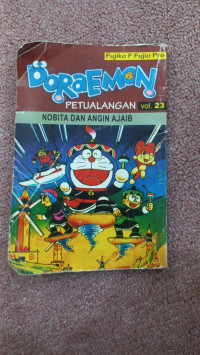 Fujiko F Fujio Pro
DORAEMON
PETUALANGAN vol. 23
NOBITA DAN ANGIN AJAIB